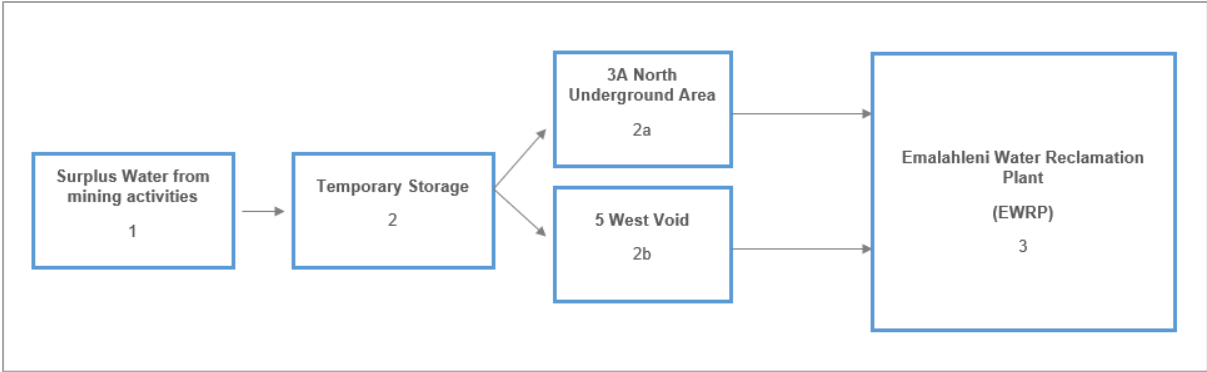 Surplus Water from
mining activities
1
Temporary Storage
2
3A North
Underground Area
2a
5 West Void
2b
Emalahleni Water Reclamation
Plant
(EWRP)
3